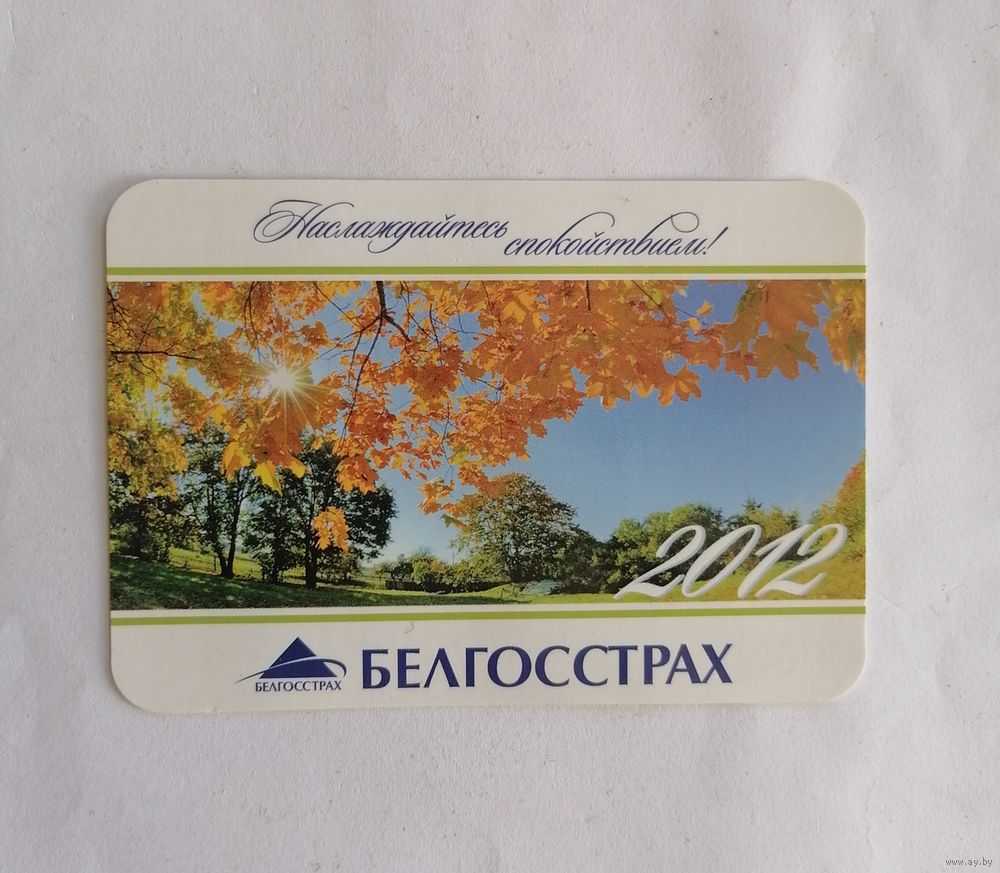 Наслаждайтесь
спокойствием!
2012
БЕЛГОССТРАХ
БЕЛГОССТРАХ
www.ay.by